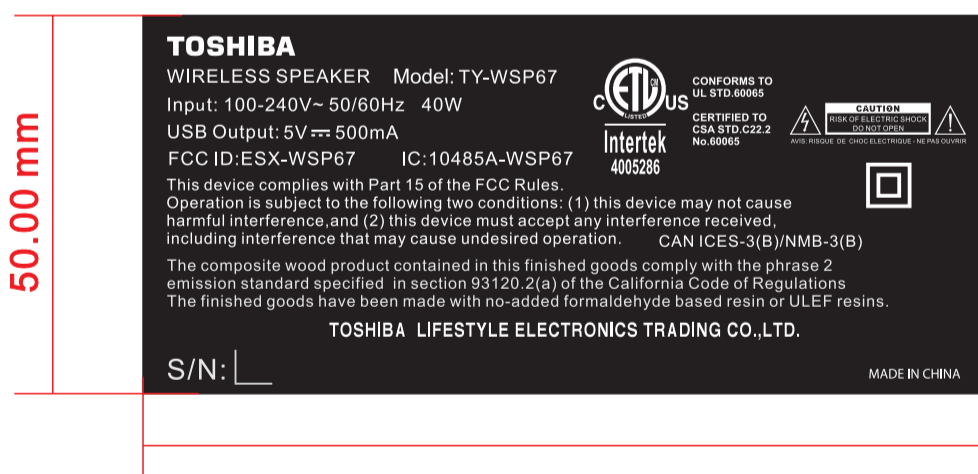 50.00 mm
TOSHIBA
WIRELESS SPEAKER Model: TY-WSP67
Input: 100-240V~ 50/60Hz 40W
USB Output: 5V⎓500mA
FCC ID:ESX-WSP67 IC:10485A-WSP67
C ETL CM US
LISTED
Intertek
4005286
CONFORMS TO
UL STD.60065
CERTIFIED TO
CSA STD.C22.2
No.60065
CAUTION
RISK OF ELECTRIC SHOCK
DO NOT OPEN
AVIS: RISQUE DE CHOC ELECTRIQUE - NE PAS OUVRIR
This device complies with Part 15 of the FCC Rules.
Operation is subject to the following two conditions: (1) this device may not cause
harmful interference,and (2) this device must accept any interference received,
including interference that may cause undesired operation. CAN ICES-3(B)/NMB-3(B)
The composite wood product contained in this finished goods comply with the phrase 2
emission standard specified in section 93120.2(a) of the California Code of Regulations
The finished goods have been made with no-added formaldehyde based resin or ULEF resins.
TOSHIBA LIFESTYLE ELECTRONICS TRADING CO.,LTD.
S/N:
MADE IN CHINA